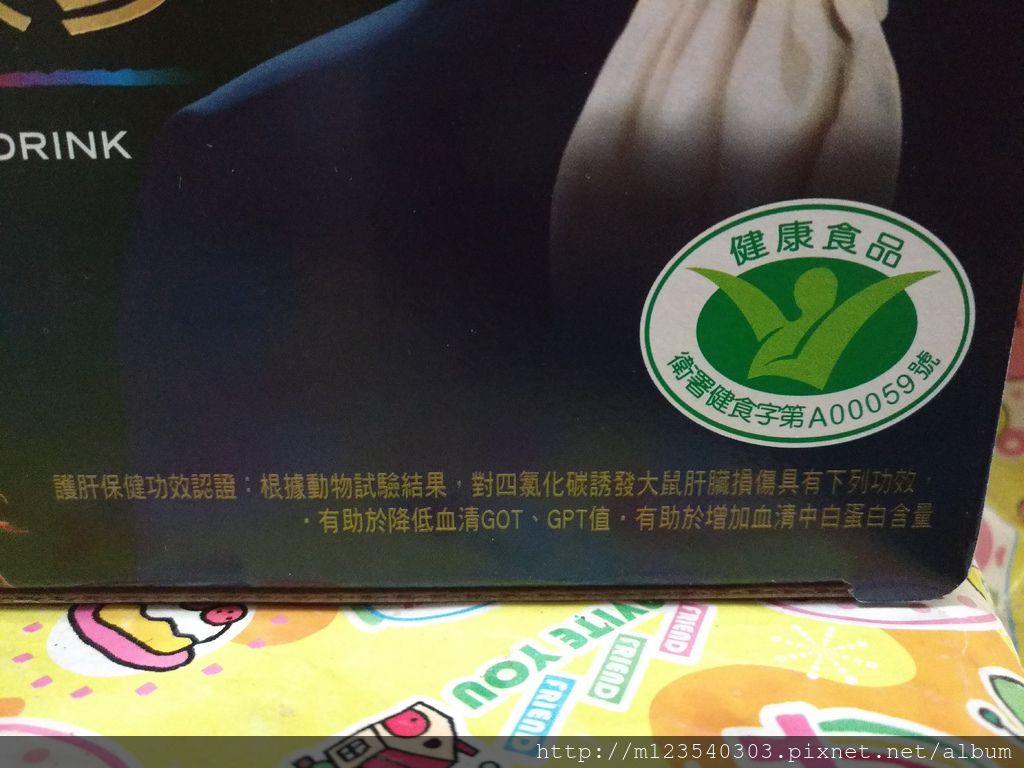 DRINK
健康食品
衛署健食字第A00059號
護肝保健功效認證：根據動物試驗結果，對四氯化碳誘發大鼠肝臟損傷具有下列功效，
．有助於降低血清GOT、GPT值．有助於增加血清中白蛋白含量
VITE YOU
FRIEND
FRIEND
FRIEND
http://m123540303.pixnet.net/album